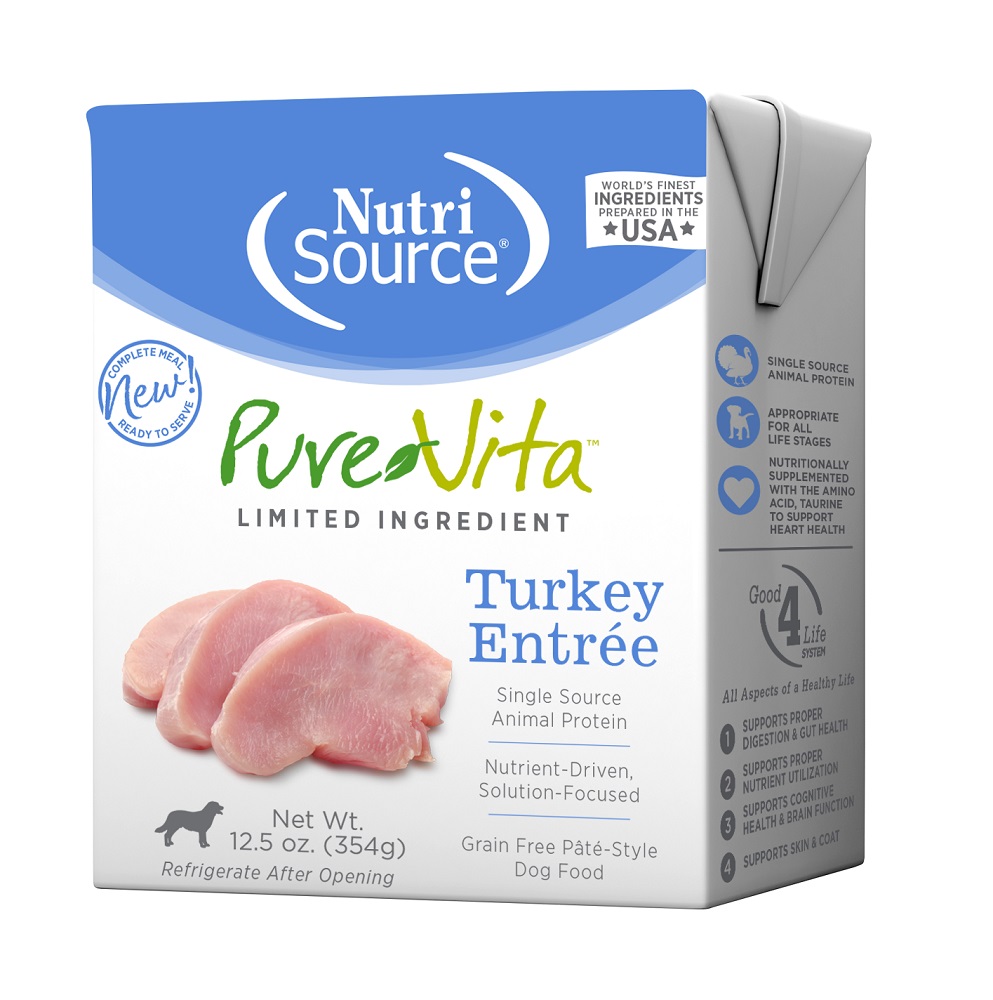 Nutri
Source®
WORLD'S FINEST
INGREDIENTS
PREPARED IN THE
★USA★
COMPLETE MEAL
New!
READY TO SERVE
PureVita™
LIMITED INGREDIENT
Turkey
Entrée
Single Source
Animal Protein
Nutrient-Driven,
Solution-Focused
Grain Free Pâté-Style
Dog Food
Net Wt.
12.5 oz. (354g)
Refrigerate After Opening
SINGLE SOURCE
ANIMAL PROTEIN
APPROPRIATE
FOR ALL
LIFE STAGES
NUTRITIONALLY
SUPPLEMENTED
WITH THE AMINO
ACID, TAURINE
TO SUPPORT
HEART HEALTH
Good
4
Life
SYSTEM
All Aspects of a Healthy Life
1 SUPPORTS PROPER
DIGESTION & GUT HEALTH
2 SUPPORTS PROPER
NUTRIENT UTILIZATION
3 SUPPORTS COGNITIVE
HEALTH & BRAIN FUNCTION
4 SUPPORTS SKIN & COAT